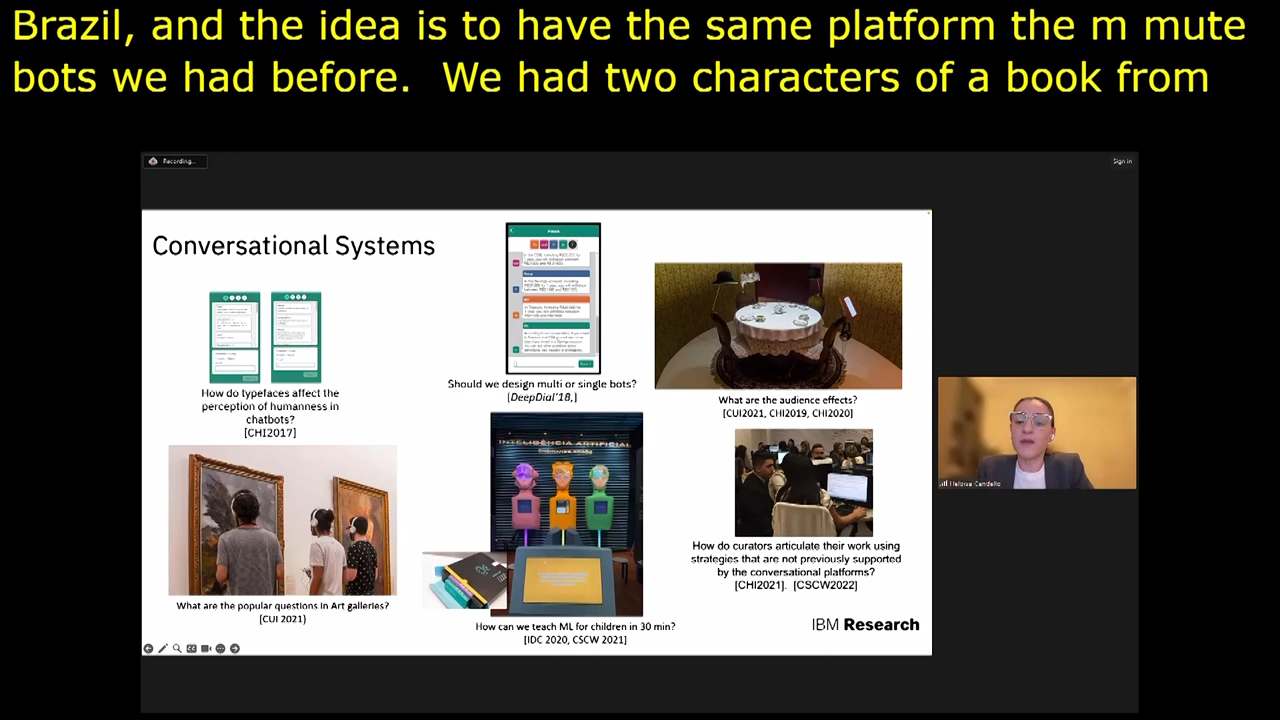 Brazil, and the idea is to have the same platform the m mute
bots we had before.  We had two characters of a book from
Recording...
Sign in
Conversational Systems
How do typefaces affect the
perception of humanness in
chatbots?
[CHI2017]
Should we design multi or single bots?
[DeepDial'18,]
What are the audience effects?
[CUI2021, CHI2019, CHI2020]
INTELIGÊNCIA ARTIFICIAL
What are the popular questions in Art galleries?
[CUI 2021)
How can we teach ML for children in 30 min?
[IDC 2020, CSCW 2021]
How do curators articulate their work using
strategies that are not previously supported
by the conversational platforms?
[CHI2021].  [CSCW2022]
IBM Research
Heloisa Candello